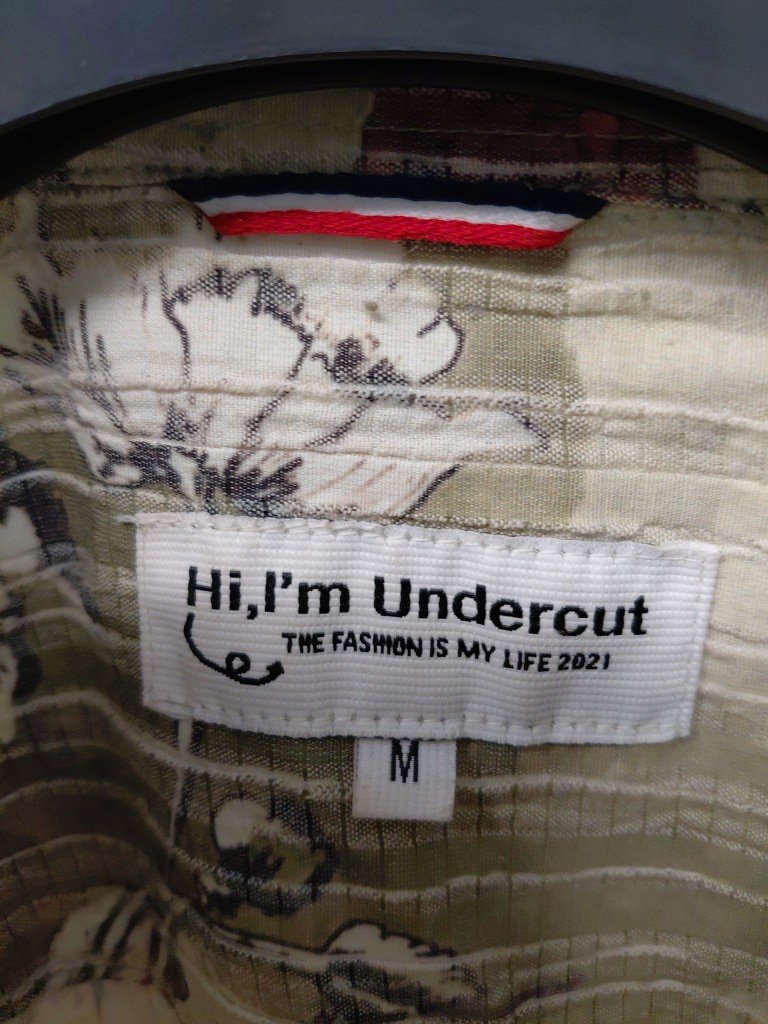 Hi,I'm Undercut
THE FASHION IS MY LIFE 2021
M